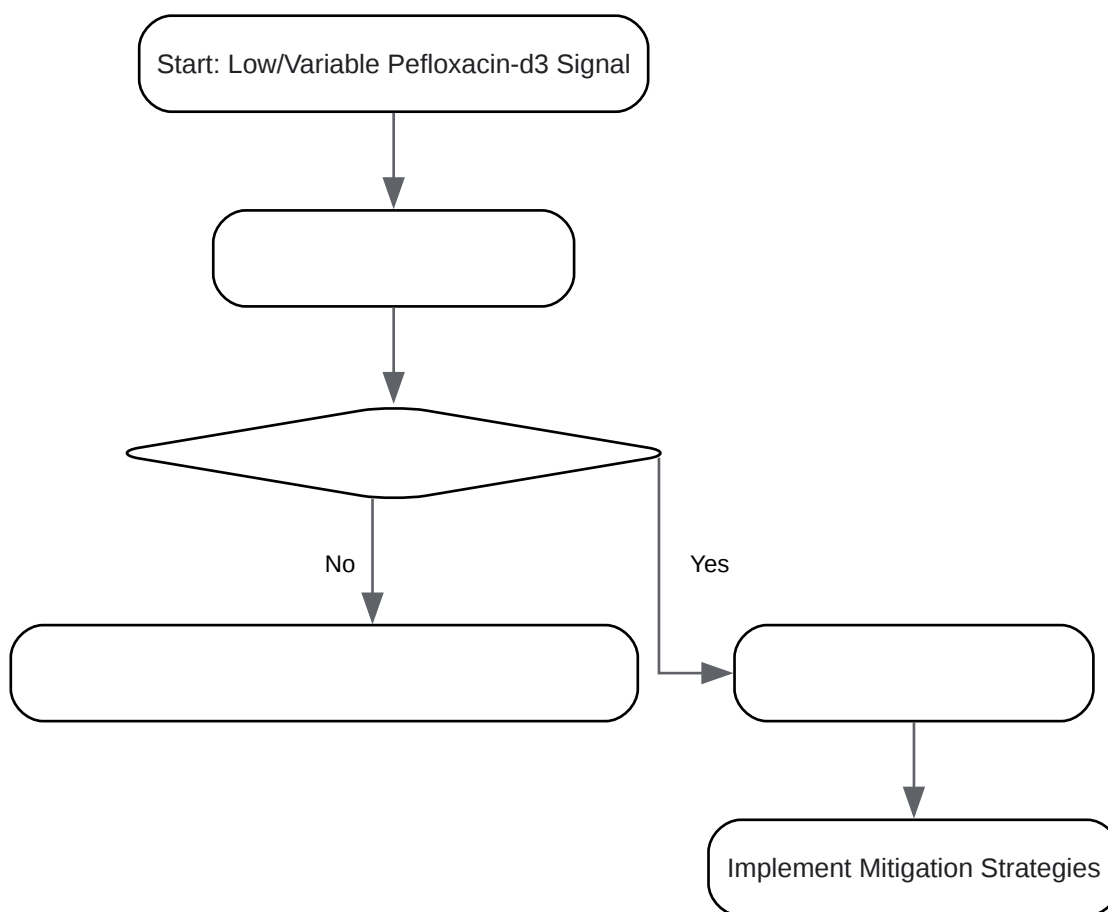 Start: Low/Variable Pefloxacin-d3 Signal
No
Yes
Implement Mitigation Strategies